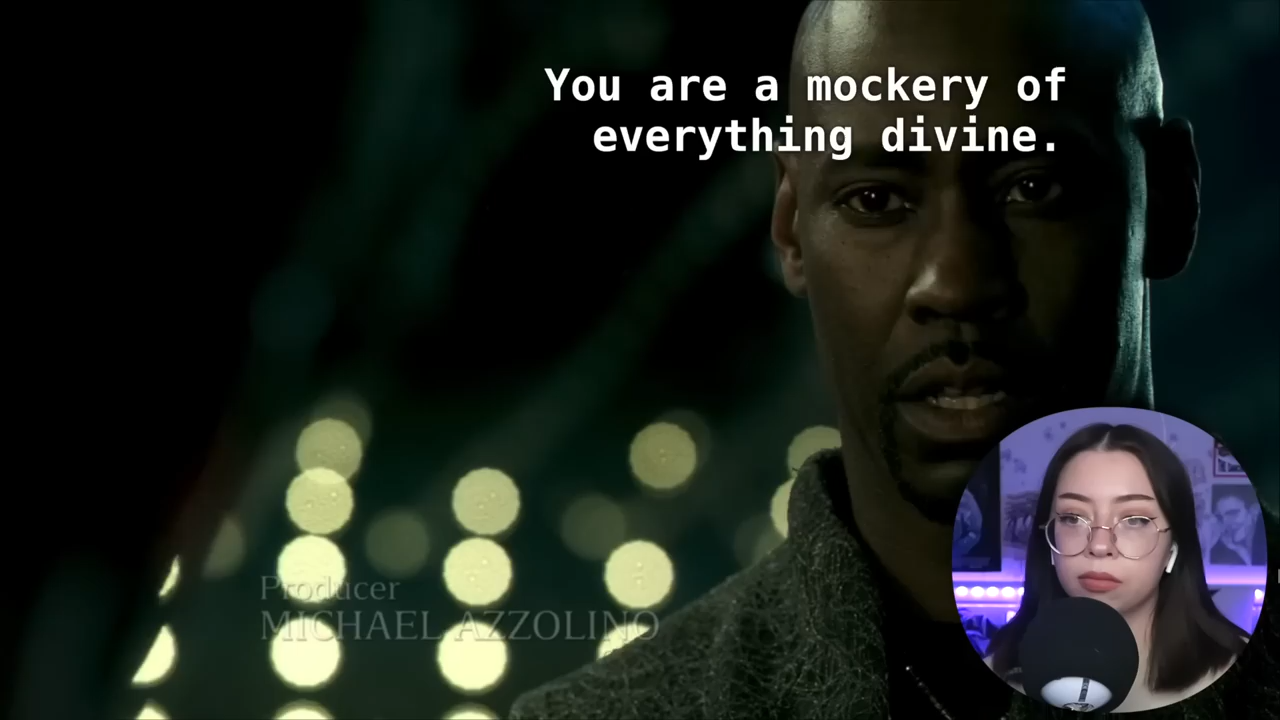 You are a mockery of
everything divine.
Producer
MICHAEL AZZOLINO